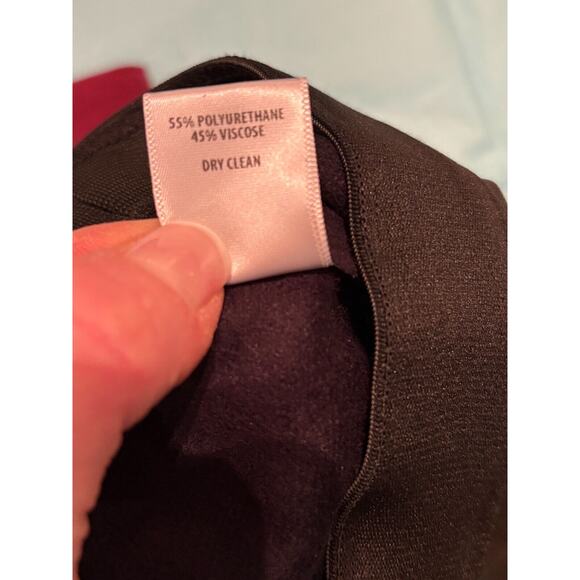 55% POLYURETHANE
45% VISCOSE
DRY CLEAN